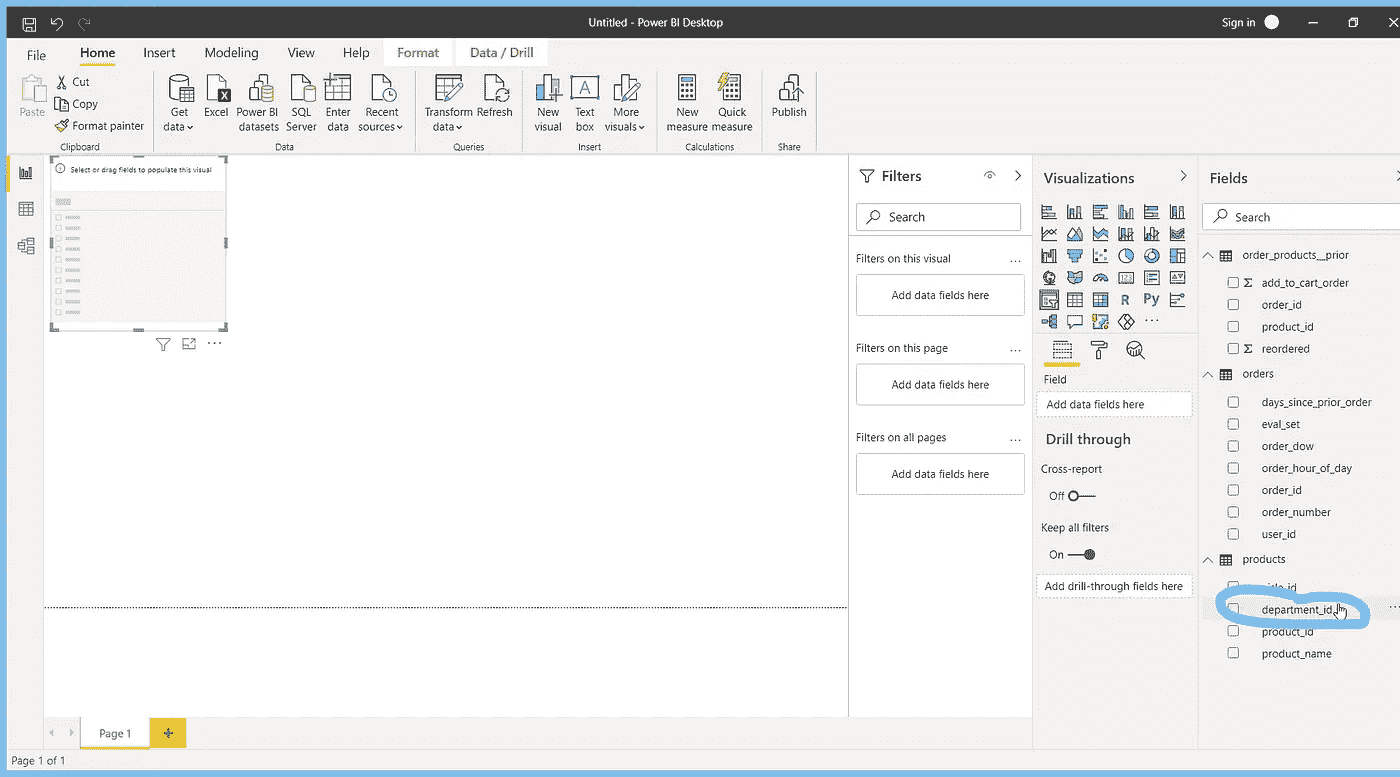 Untitled - Power BI Desktop
Sign in
File Home Insert Modeling View Help Format Data / Drill
Paste
Cut
Copy
Format painter
Clipboard
Get data
Excel
Power BI datasets
SQL Server
Enter data
Recent sources
Data
Transform data
Refresh
Queries
New visual
Text box
More visuals
Insert
New measure
Quick measure
Calculations
Publish
Share
Select or drag fields to populate this visual
Filters
Search
Filters on this visual
Add data fields here
Filters on this page
Add data fields here
Filters on all pages
Add data fields here
Visualizations
R Py
123
Field
Add data fields here
Drill through
Cross-report
Off
Keep all filters
On
Add drill-through fields here
Fields
Search
order_products__prior
add_to_cart_order
order_id
product_id
reordered
orders
days_since_prior_order
eval_set
order_dow
order_hour_of_day
order_id
order_number
user_id
products
department_id
product_id
product_name
Page 1
Page 1 of 1